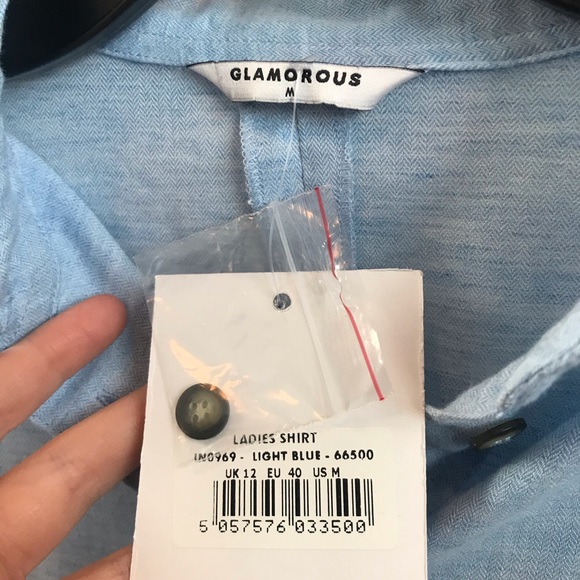 GLAMOROUS
M
LADIES SHIRT
IN0969 - LIGHT BLUE - 66500
UK 12 EU 40 US M
5 057576 033500